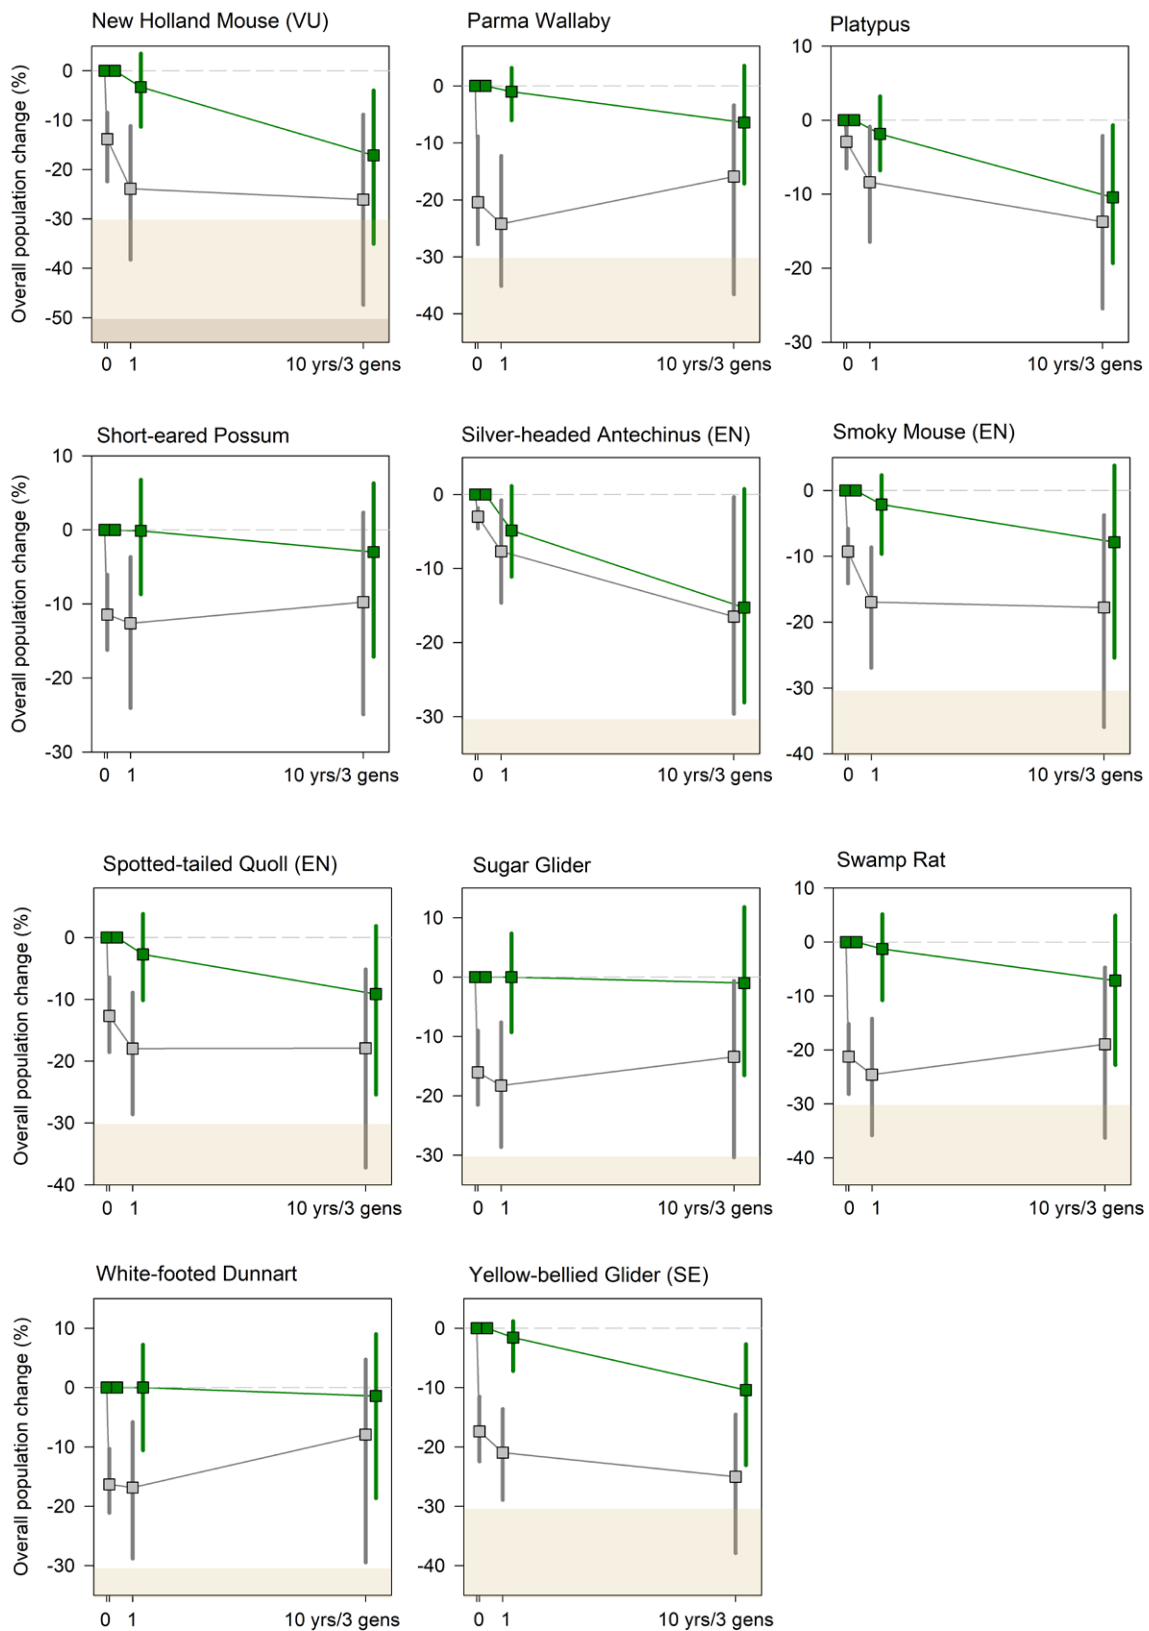 New Holland Mouse (VU)
Parma Wallaby
Platypus
Overall population change (%)
0
-10
-20
-30
-40
-50
0
-10
-20
-30
-40
10
0
-10
-20
-30
0 1 10 yrs/3 gens
0 1 10 yrs/3 gens
0 1 10 yrs/3 gens
Short-eared Possum
Silver-headed Antechinus (EN)
Smoky Mouse (EN)
Overall population change (%)
10
0
-10
-20
-30
0
-10
-20
-30
0
-10
-20
-30
-40
0 1 10 yrs/3 gens
0 1 10 yrs/3 gens
0 1 10 yrs/3 gens
Spotted-tailed Quoll (EN)
Sugar Glider
Swamp Rat
Overall population change (%)
0
-10
-20
-30
-40
10
0
-10
-20
-30
10
0
-10
-20
-30
-40
0 1 10 yrs/3 gens
0 1 10 yrs/3 gens
0 1 10 yrs/3 gens
White-footed Dunnart
Yellow-bellied Glider (SE)
Overall population change (%)
10
0
-10
-20
-30
0
-10
-20
-30
-40
0 1 10 yrs/3 gens
0 1 10 yrs/3 gens